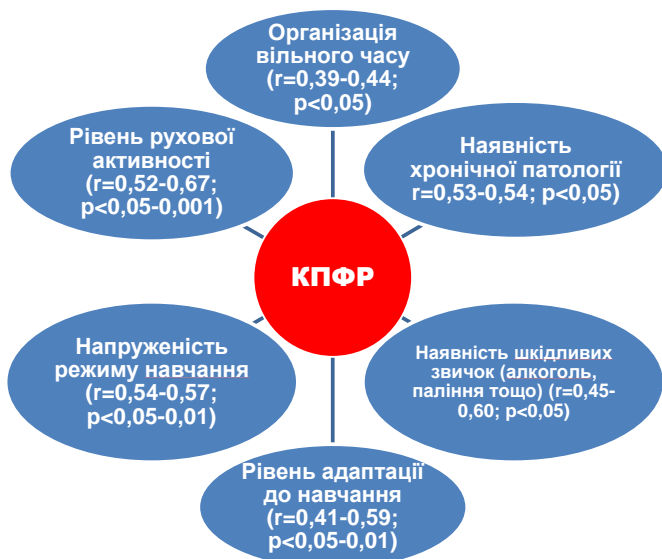 Організація
вільного часу
(r=0,39-0,44;
p<0,05)
Рівень рухової
активності
(r=0,52-0,67;
p<0,05-0,001)
Наявність
хронічної патології
r=0,53-0,54; p<0,05)
КПФР
Напруженість
режиму навчання
(r=0,54-0,57;
p<0,05-0,01)
Наявність шкідливих
звичок (алкоголь,
паління тощо) (r=0,45-
0,60; p<0,05)
Рівень адаптації
до навчання
(r=0,41-0,59;
p<0,05-0,01)